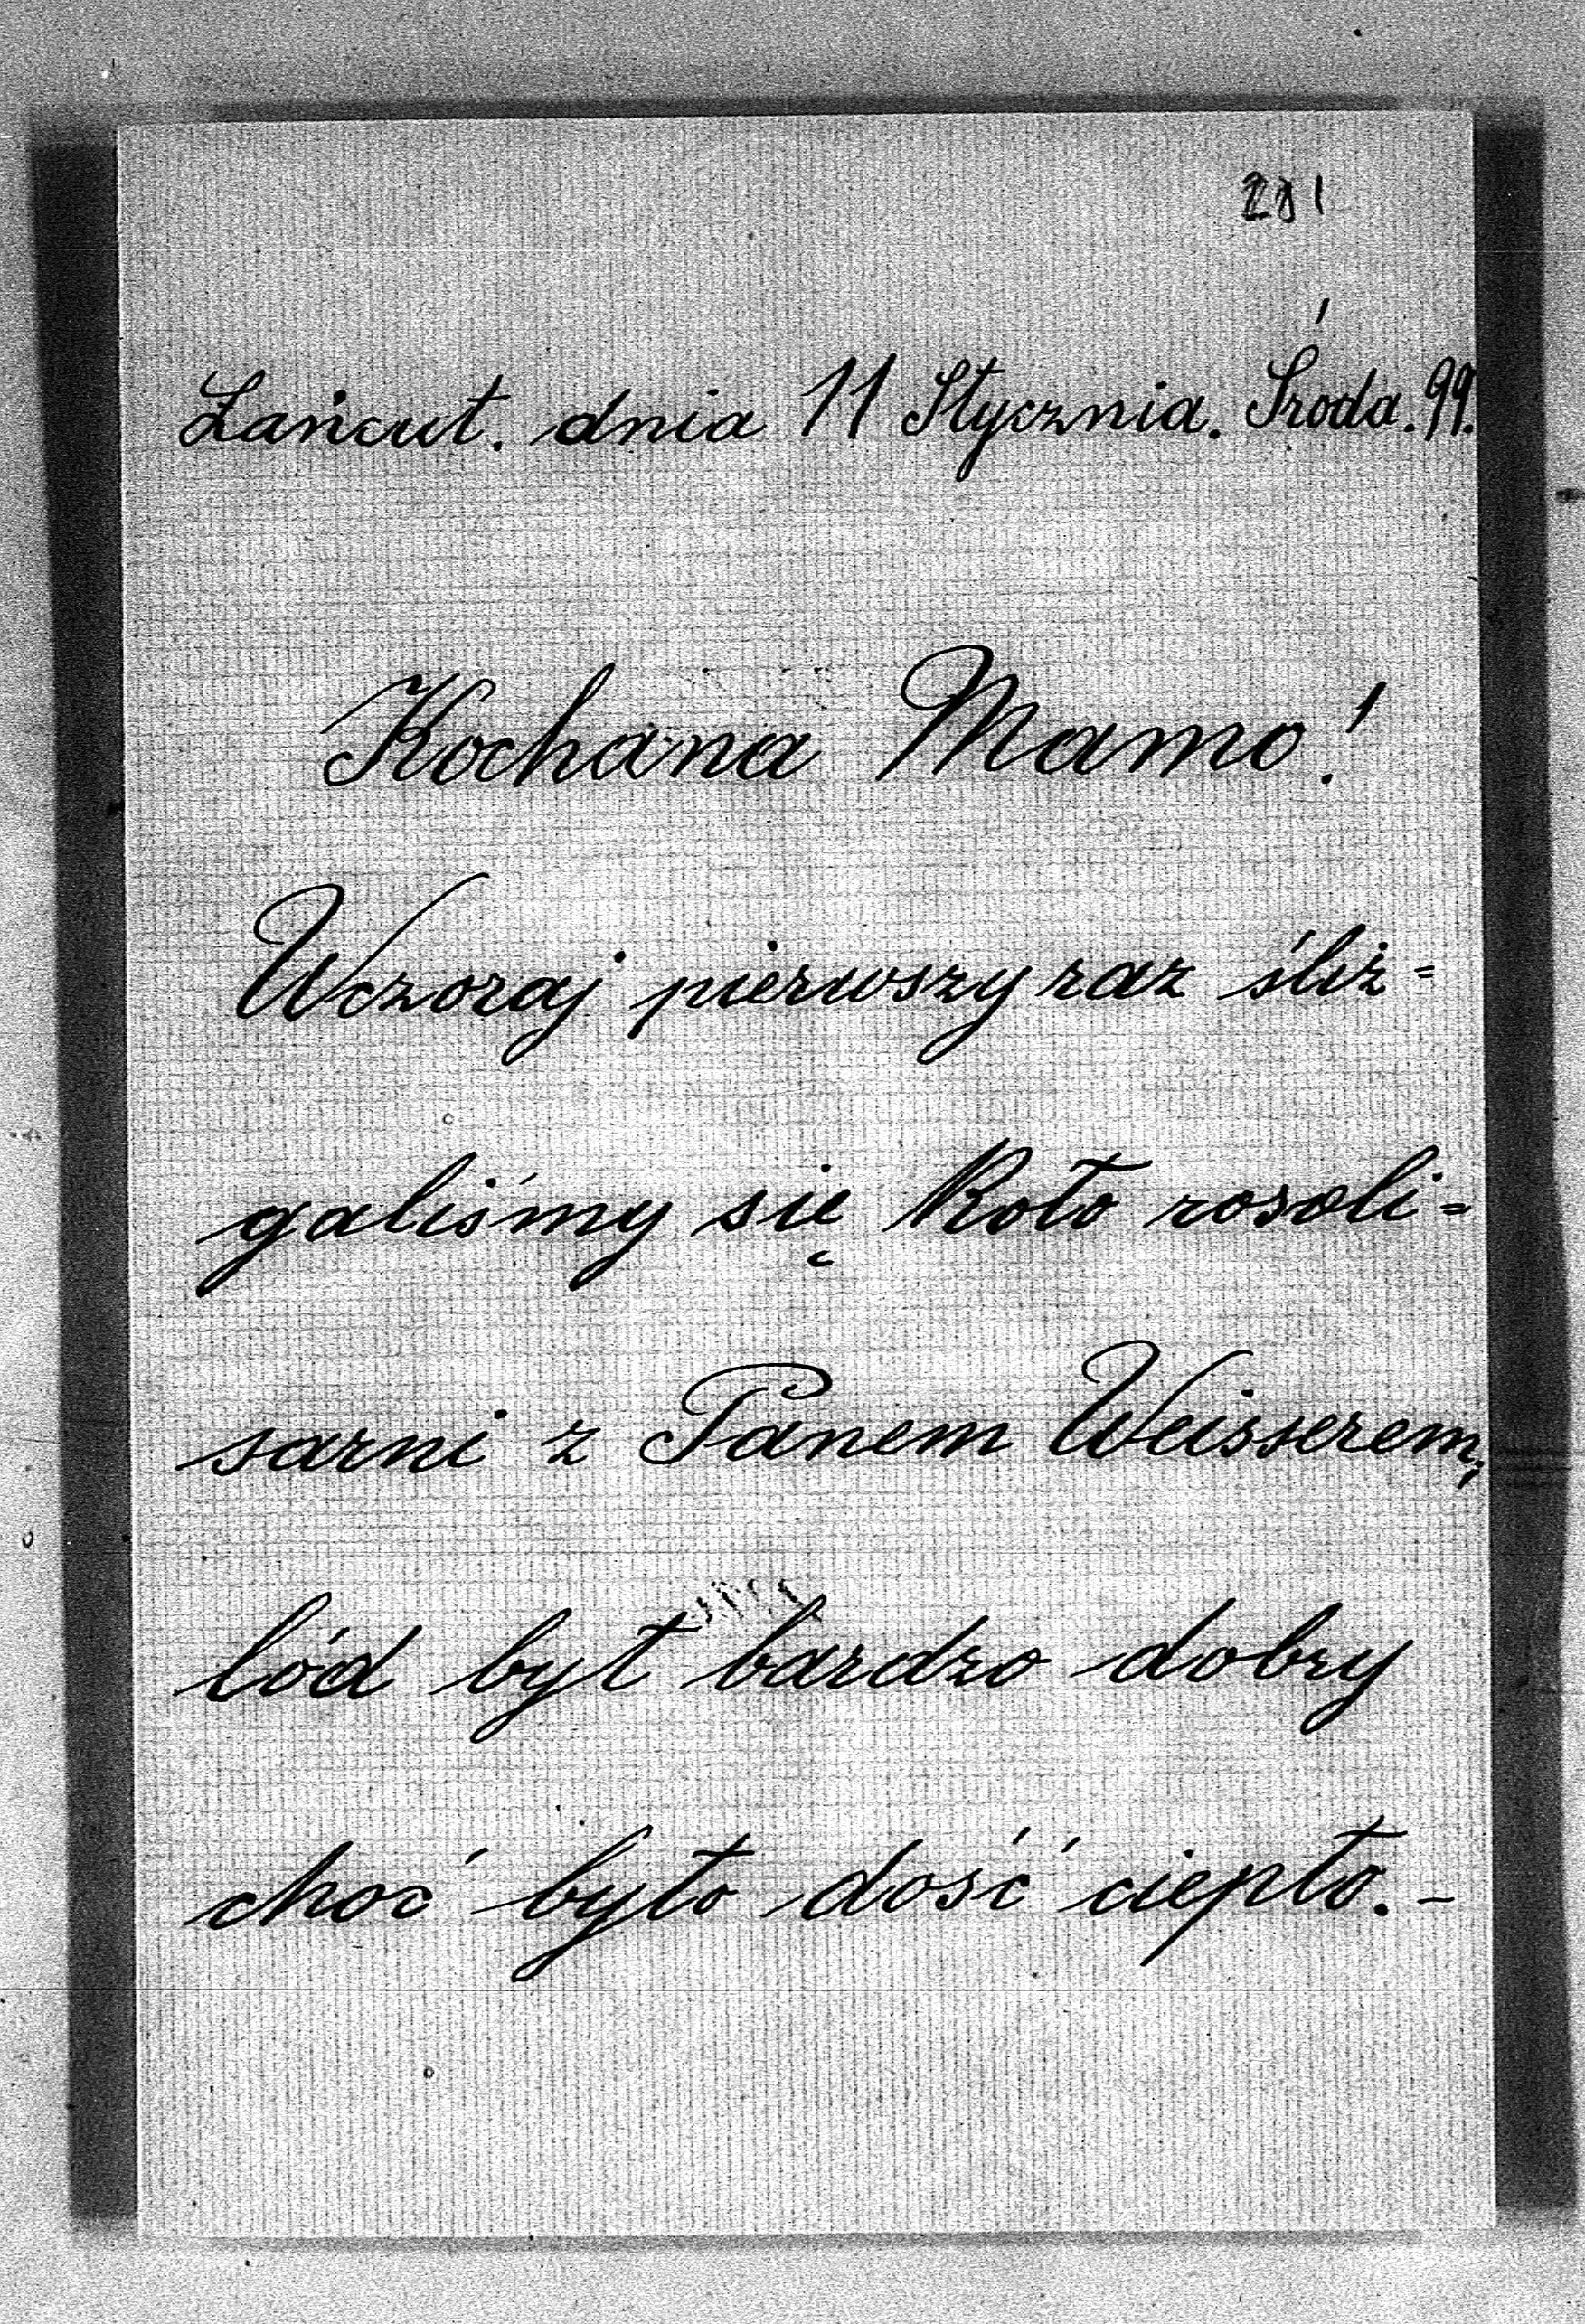 201
Łańcut. dnia 11 Stycznia. Środa. 99.
Kochana Mamo!
Wczoraj pierwszy raz śliz=
galiśmy się koło rosoli=
sarni z Panem Weisserem,
lód był bardzo dobry
choć było dość ciepło. -